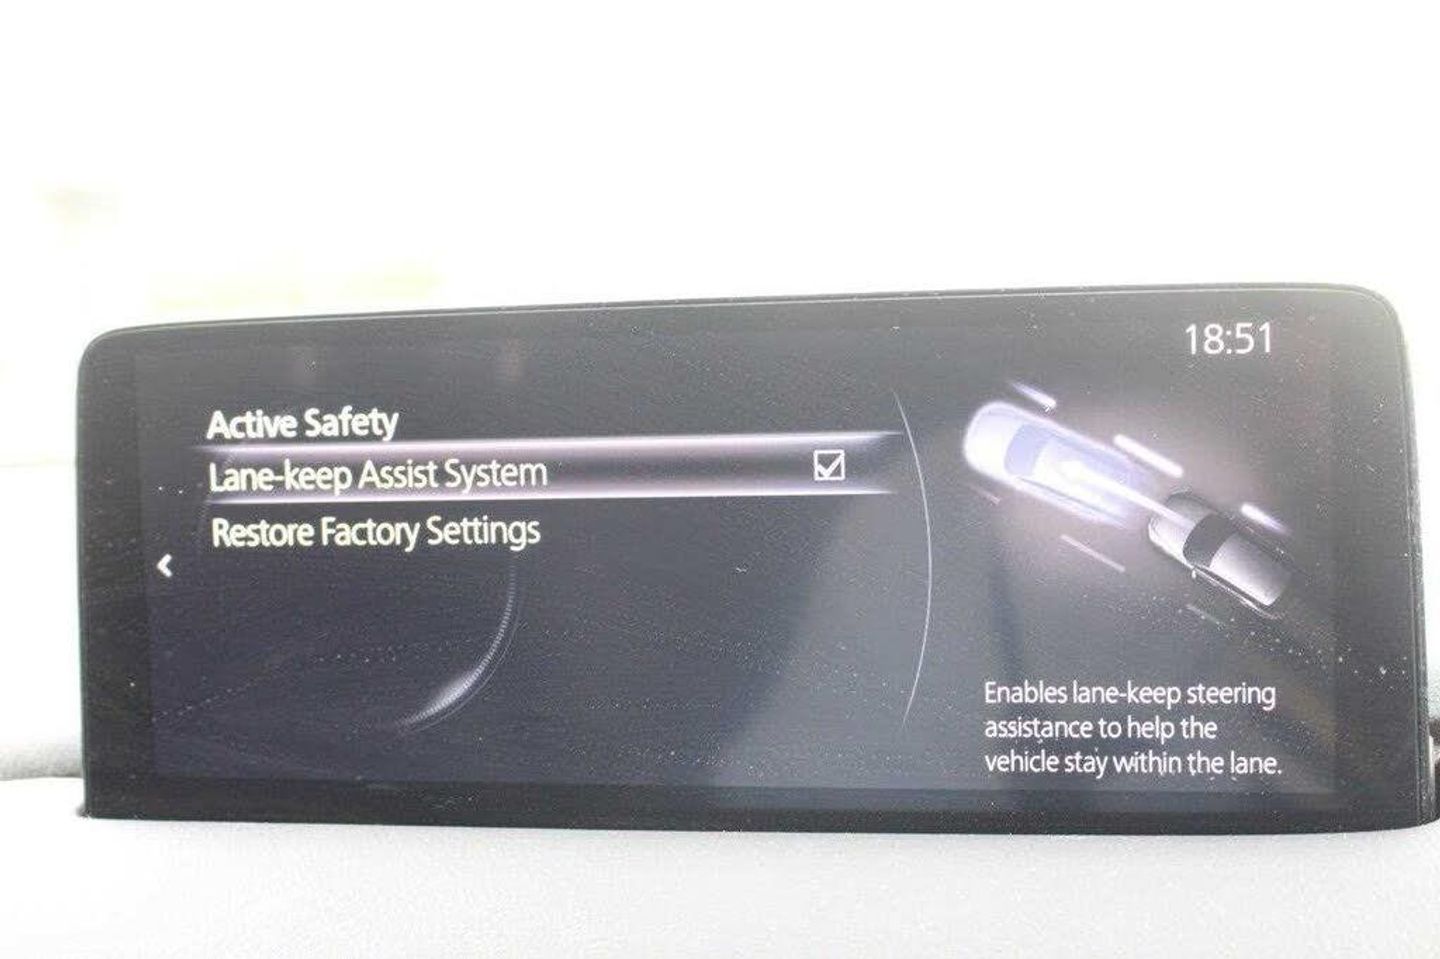 18:51
Active Safety
Lane-keep Assist System
Restore Factory Settings
Enables lane-keep steering
assistance to help the
vehicle stay within the lane.